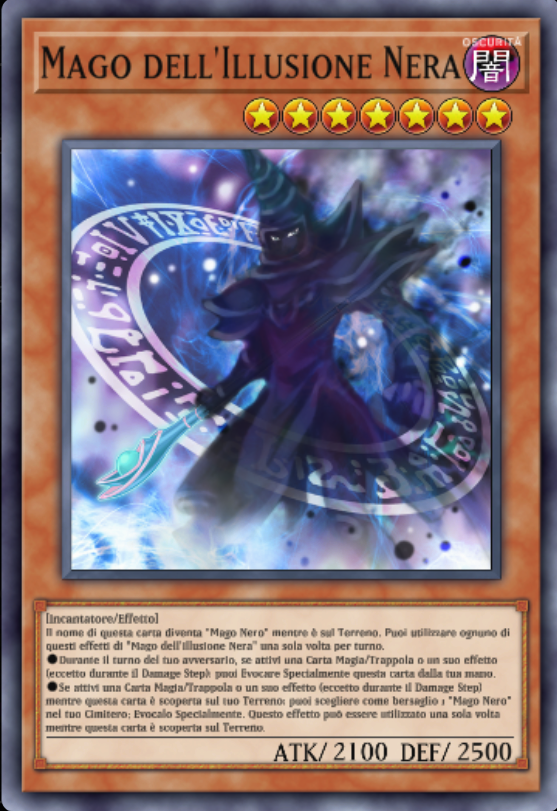 Mago dell'Illusione Nera
OSCURITÀ
闇
[Incantatore/Effetto]
Il nome di questa carta diventa "Mago Nero" mentre è sul Terreno. Puoi utilizzare ognuno di
questi effetti di "Mago dell'Illusione Nera" una sola volta per turno.
●Durante il turno del tuo avversario, se attivi una Carta Magia/Trappola o un suo effetto
(eccetto durante il Damage Step): puoi Evocare Specialmente questa carta dalla tua mano.
●Se attivi una Carta Magia/Trappola o un suo effetto (eccetto durante il Damage Step)
mentre questa carta è scoperta sul tuo Terreno: puoi scegliere come bersaglio 1 "Mago Nero"
nel tuo Cimitero; Evocalo Specialmente. Questo effetto può essere utilizzato una sola volta
mentre questa carta è scoperta sul Terreno.
ATK/ 2100 DEF/ 2500